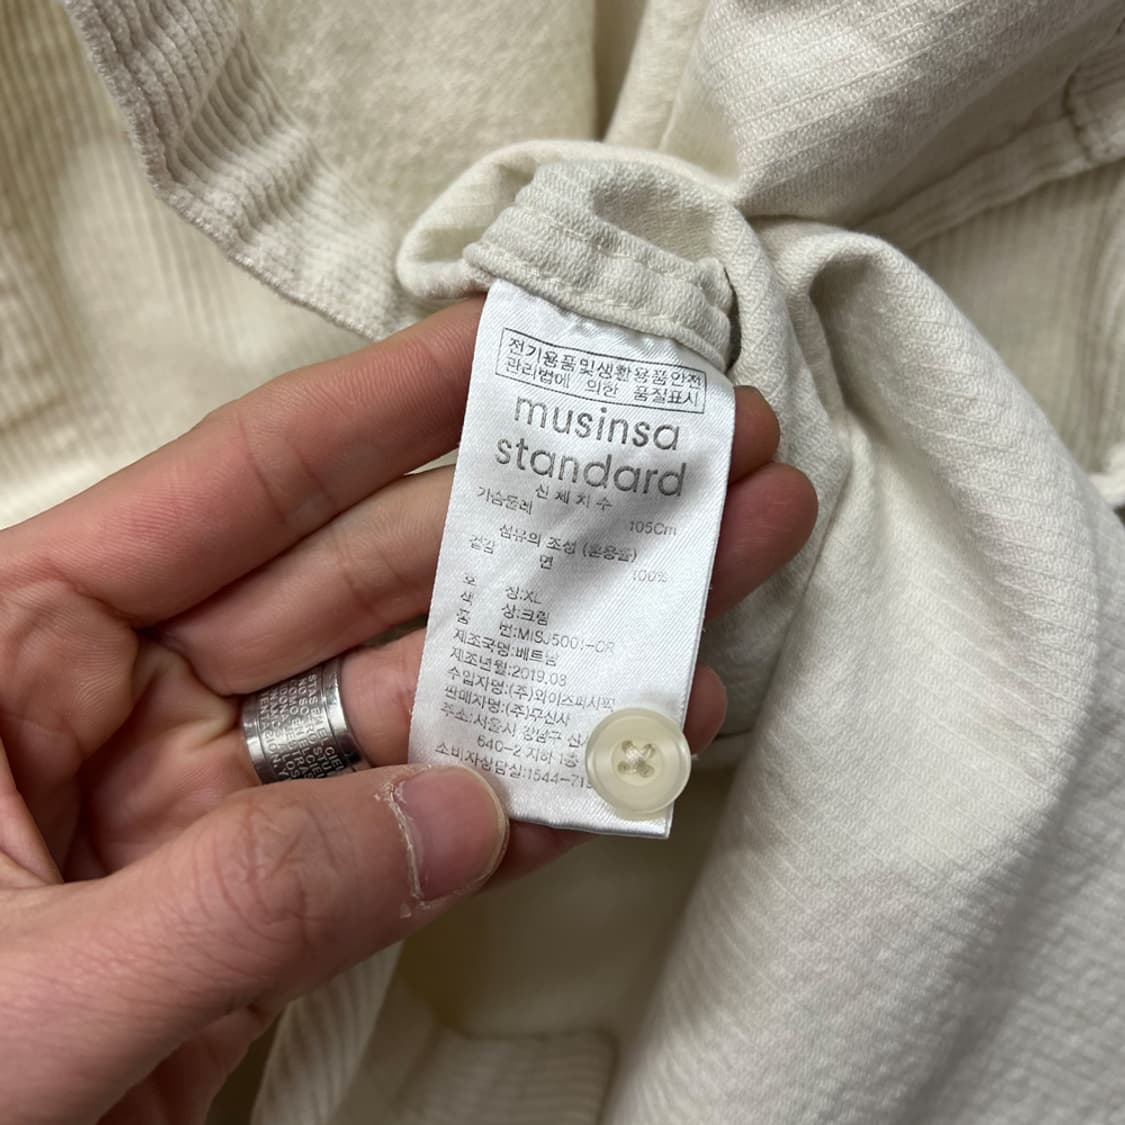 전기용품및생활용품안전
관리법에 의한 품질표시
musinsa
standard
신체치수
가슴둘레 105Cm
섬유의 조성 (혼용율)
겉감 면 100%
호 칭:XL
색 상:크림
품 번:MISJ5001-CR
제조국명:베트남
제조년월:2019.08
수입자명:(주)와이즈퍼시픽
판매자명:(주)무신사
주소:서울시 강남구
640-2 지하 1층
소비자상담실:1544-71